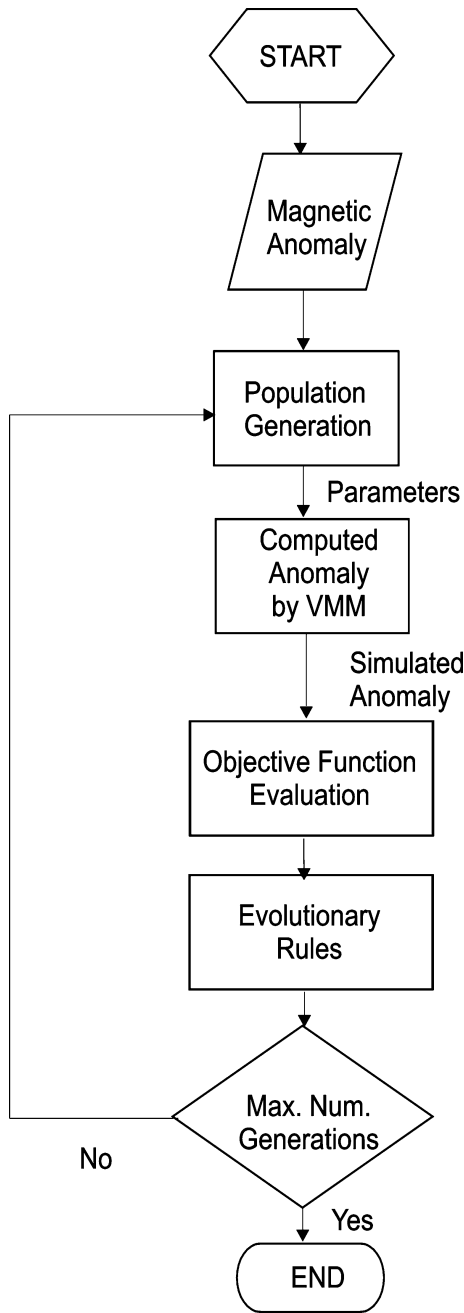 START
Magnetic
Anomaly
Population
Generation
Parameters
Computed
Anomaly
by VMM
Simulated
Anomaly
Objective Function
Evaluation
Evolutionary
Rules
Max. Num.
Generations
No
Yes
END